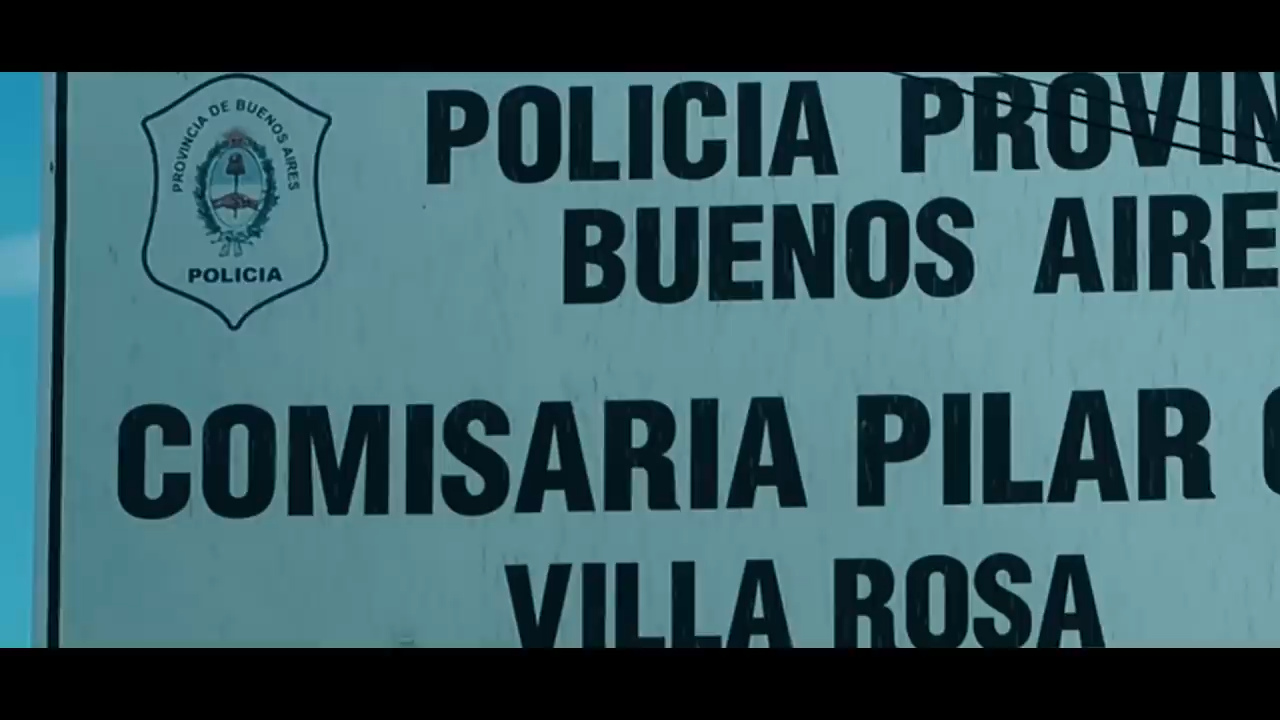 PROVINCIA DE BUENOS AIRES
POLICIA
POLICIA PROVIN
BUENOS AIRE
COMISARIA PILAR
VILLA ROSA